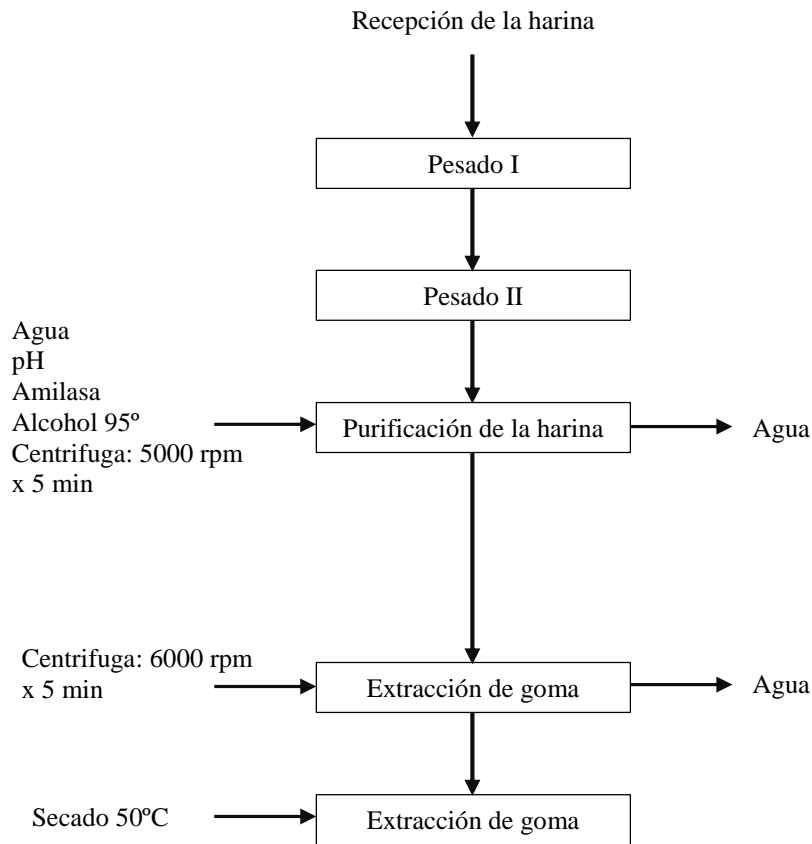 Recepción de la harina
Pesado I
Pesado II
Agua
pH
Amilasa
Alcohol 95º
Centrifuga: 5000 rpm
x 5 min
Purificación de la harina
Agua
Centrifuga: 6000 rpm
x 5 min
Extracción de goma
Agua
Secado 50ºC
Extracción de goma